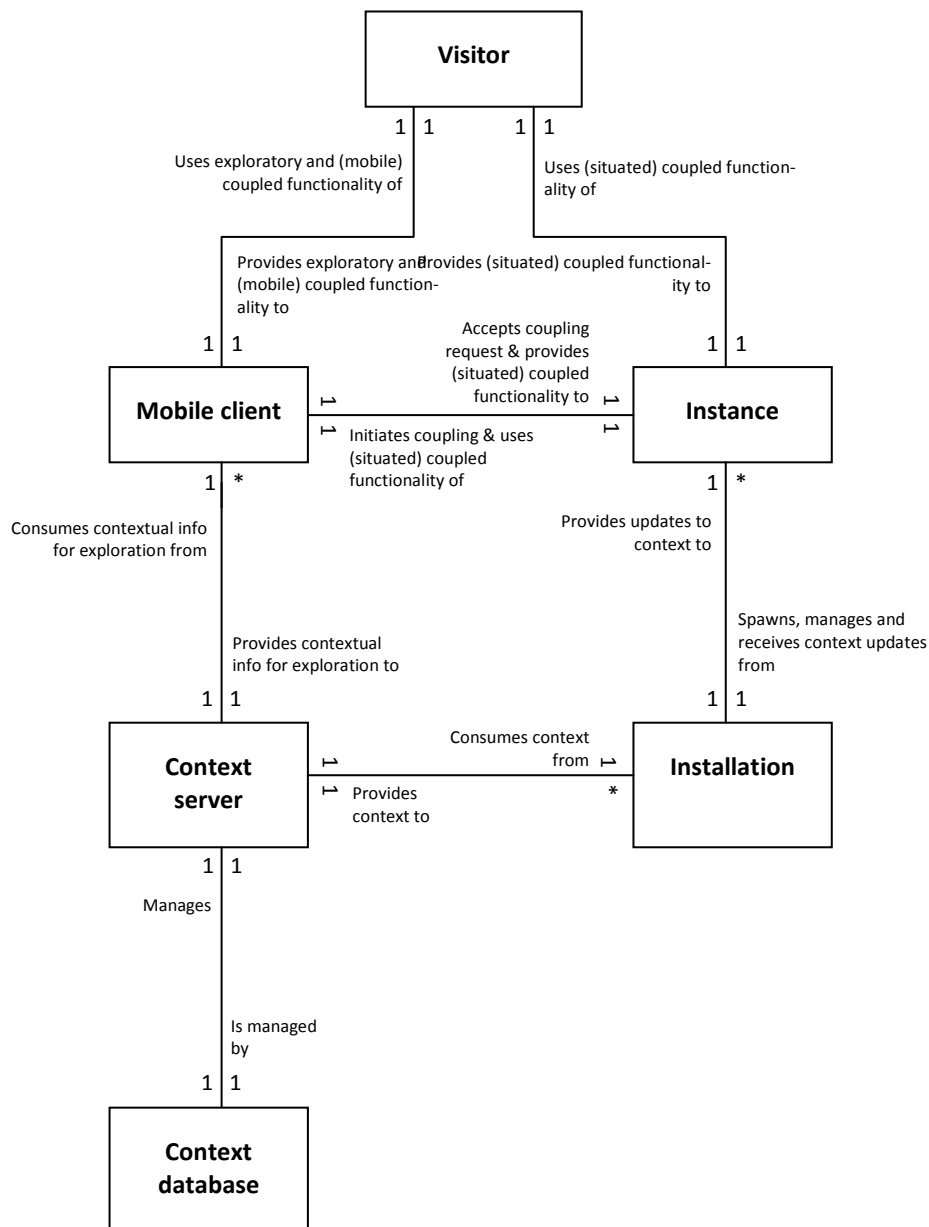 Visitor
1 1
1 1
Uses exploratory and (mobile)
coupled functionality of
Uses (situated) coupled function-
ality of
Provides exploratory and
(mobile) coupled function-
ality to
Provides (situated) coupled functional-
ity to
1 1
1 1
Accepts coupling
request & provides
(situated) coupled
functionality to
Mobile client
Instance
1
1
1
1
Initiates coupling & uses
(situated) coupled
functionality of
1 *
1 *
Consumes contextual info
for exploration from
Provides updates to
context to
Provides contextual
info for exploration to
Spawns, manages and
receives context updates
from
1 1
1 1
Consumes context
from
Context
server
Installation
1
1
1
*
Provides
context to
1 1
Manages
Is managed
by
1 1
Context
database